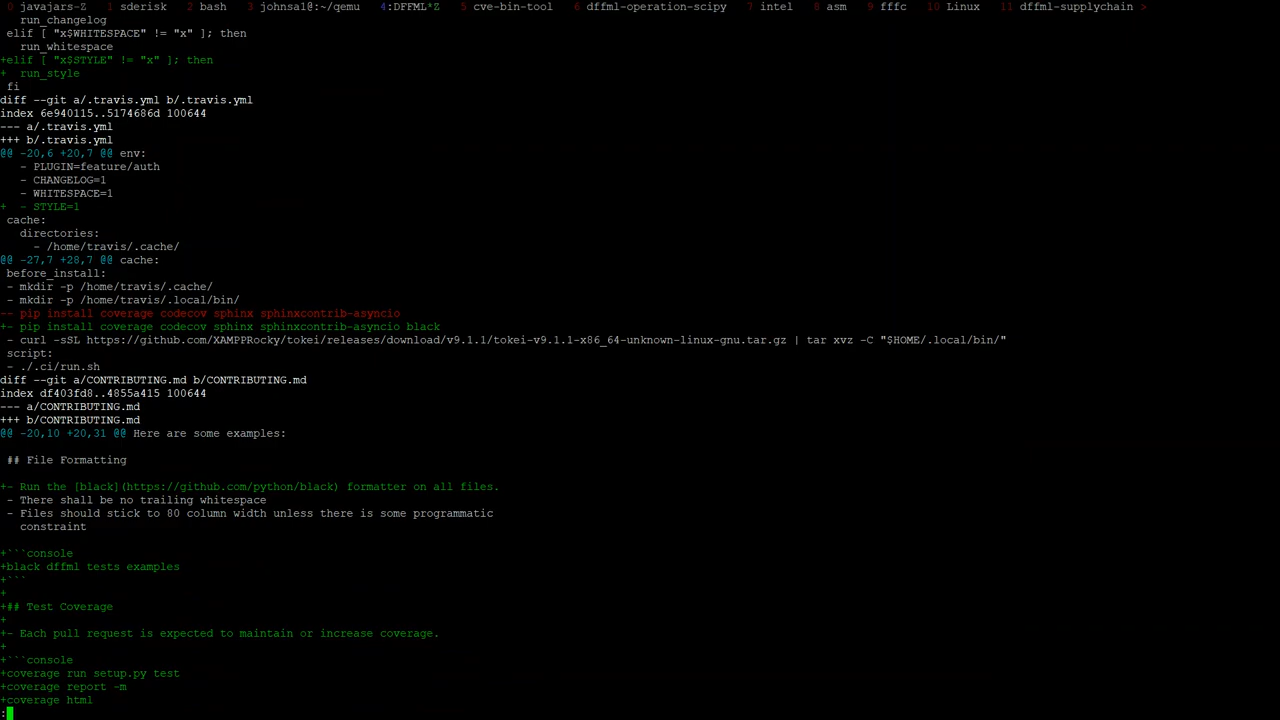 0 javajars-Z 1 sderisk 2 bash 3 johnsa1@:~/qemu 4:DFFML*Z 5 cve-bin-tool 6 dffml-operation-scipy 7 intel 8 asm 9 fffc 10 Linux 11 dffml-supplychain >
run_changelog
elif [ "x$WHITESPACE" != "x" ]; then
run_whitespace
+elif [ "x$STYLE" != "x" ]; then
+ run_style
fi
diff --git a/.travis.yml b/.travis.yml
index 6e940115..5174686d 100644
--- a/.travis.yml
+++ b/.travis.yml
@@ -20,6 +20,7 @@ env:
- PLUGIN=feature/auth
- CHANGELOG=1
- WHITESPACE=1
+ - STYLE=1
cache:
directories:
- /home/travis/.cache/
@@ -27,7 +28,7 @@ cache:
before_install:
- mkdir -p /home/travis/.cache/
- mkdir -p /home/travis/.local/bin/
-- pip install coverage codecov sphinx sphinxcontrib-asyncio
+- pip install coverage codecov sphinx sphinxcontrib-asyncio black
- curl -sSL https://github.com/XAMPPRocky/tokei/releases/download/v9.1.1/tokei-v9.1.1-x86_64-unknown-linux-gnu.tar.gz | tar xvz -C "$HOME/.local/bin/"
script:
- ./.ci/run.sh
diff --git a/CONTRIBUTING.md b/CONTRIBUTING.md
index df403fd8..4855a415 100644
--- a/CONTRIBUTING.md
+++ b/CONTRIBUTING.md
@@ -20,10 +20,31 @@ Here are some examples:
## File Formatting
+- Run the [black](https://github.com/python/black) formatter on all files.
- There shall be no trailing whitespace
- Files should stick to 80 column width unless there is some programmatic
constraint
+```console
+black dffml tests examples
+```
+
+## Test Coverage
+
+- Each pull request is expected to maintain or increase coverage.
+
+```console
+coverage run setup.py test
+coverage report -m
+coverage html
: